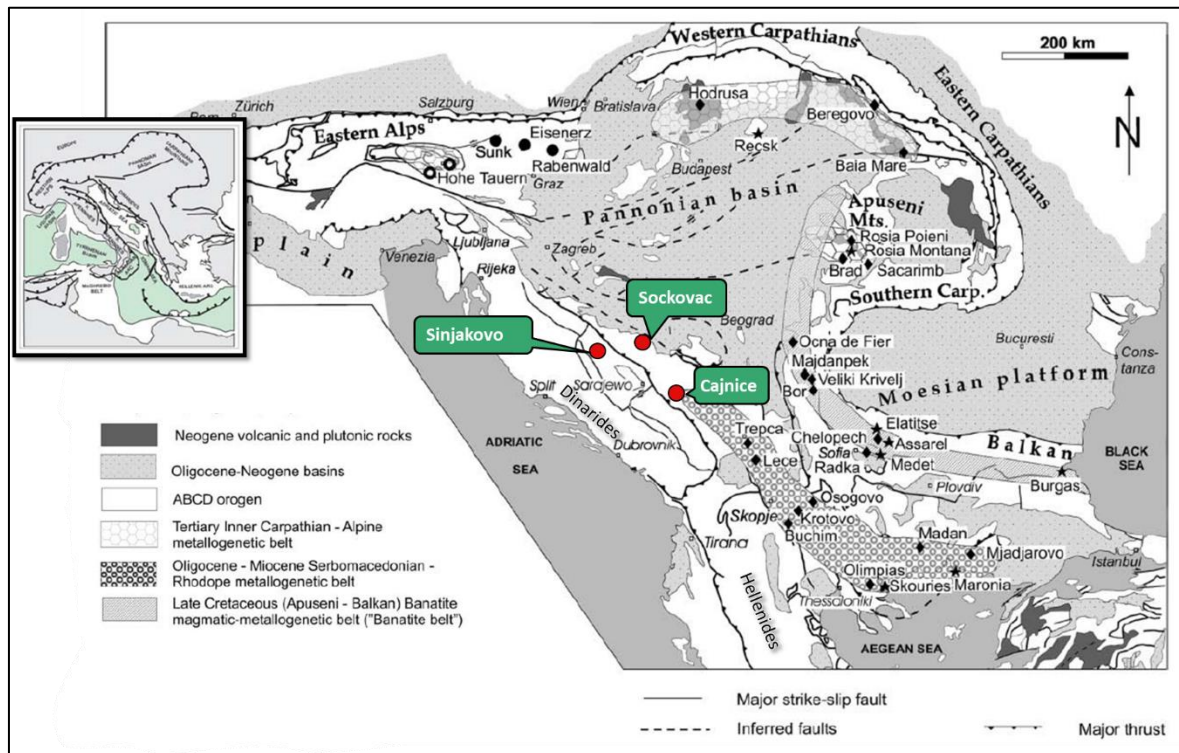 Western Carpathians
200 km
Eastern Carpathians
N
Zürich
Salzburg
Wien
Bratislava
Hodrusa
Beregovo
Eastern Alps
Eisenerz
Sunk
Rabenwald
Recsk
Hohe Tauern
Graz
Budapest
Baia Mare
Pannonian basin
Apuseni
Mts.
Rosia Poieni
Rosia Montana
Brad
Sacarimb
Southern Carp.
plain
Ljubljana
Zagreb
Venezia
Rijeka
Sockovac
Sinjakovo
Cajnice
Beograd
Bucuresti
Cons-
tanza
Ocna de Fier
Majdanpek
Veliki Krivelj
Bor
Moesian platform
Split
Sarajewo
Dinarides
Dubrovnik
ADRIATIC
SEA
Trepca
Lece
Elatitse
Chelopech
Assarel
Sofia
Radka
Medet
Balkan
BLACK
SEA
Burgas
Plovdiv
Osogovo
Skopje
Krotovo
Buchim
Tirana
Madan
Mjadjarovo
Istanbul
Olimpias
Skouries
Maronia
Thessaloniki
Hellenides
AEGEAN SEA
Neogene volcanic and plutonic rocks
Oligocene-Neogene basins
ABCD orogen
Tertiary Inner Carpathian - Alpine
metallogenetic belt
Oligocene - Miocene Serbomacedonian -
Rhodope metallogenetic belt
Late Cretaceous (Apuseni - Balkan) Banatite
magmatic-metallogenetic belt ("Banatite belt")
Major strike-slip fault
Inferred faults
Major thrust